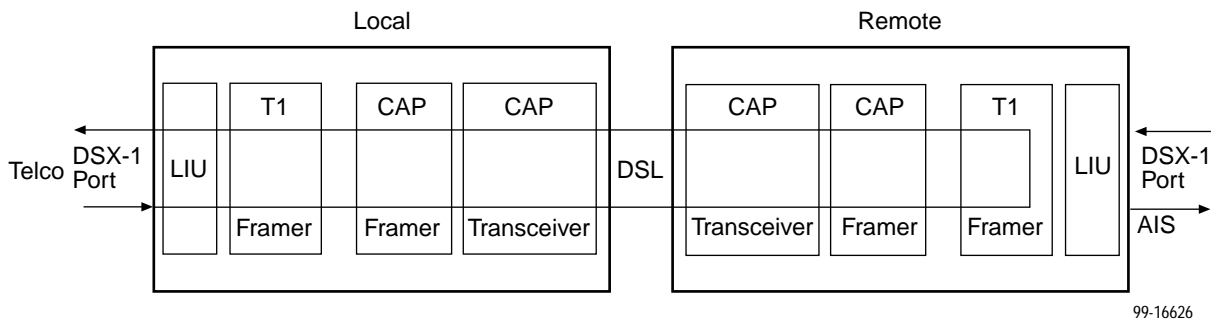 Local
Remote
T1
CAP
CAP
CAP
CAP
T1
Telco
DSX-1
Port
LIU
DSL
LIU
DSX-1
Port
Framer
Framer
Transceiver
Transceiver
Framer
Framer
AIS
99-16626